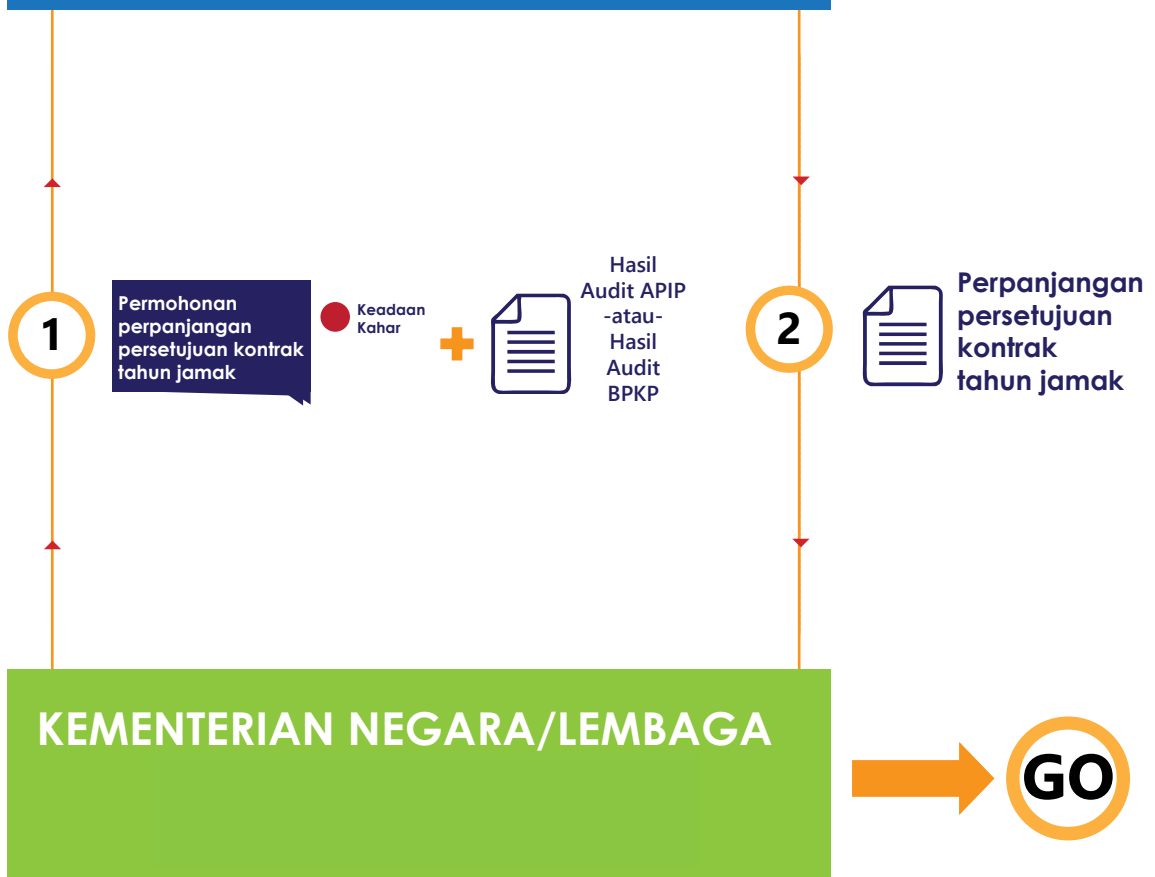 1
Permohonan
perpanjangan
persetujuan kontrak
tahun jamak
Keadaan
Kahar
Hasil
Audit APIP
-atau-
Hasil
Audit
BPKP
2
Perpanjangan
persetujuan
kontrak
tahun jamak
KEMENTERIAN NEGARA/LEMBAGA
GO